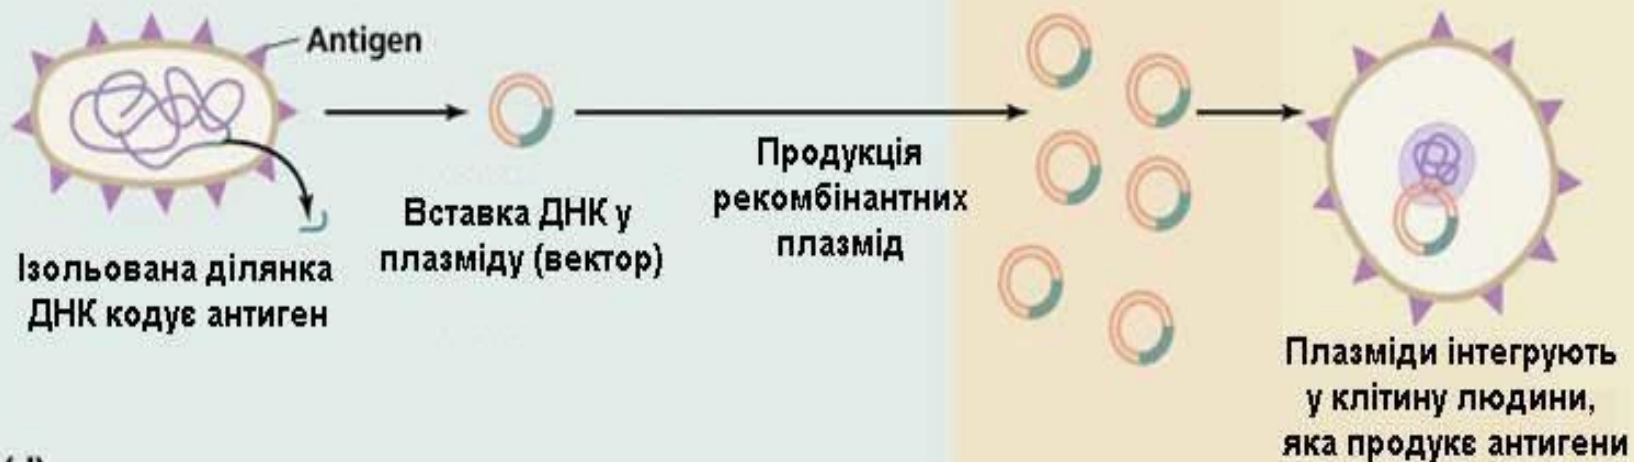 Antigen
Ізольована ділянка
ДНК кодує антиген
Вставка ДНК у
плазміду (вектор)
Продукція
рекомбінантних
плазмід
Плазміди інтегрують
у клітину людини,
яка продукє антигени